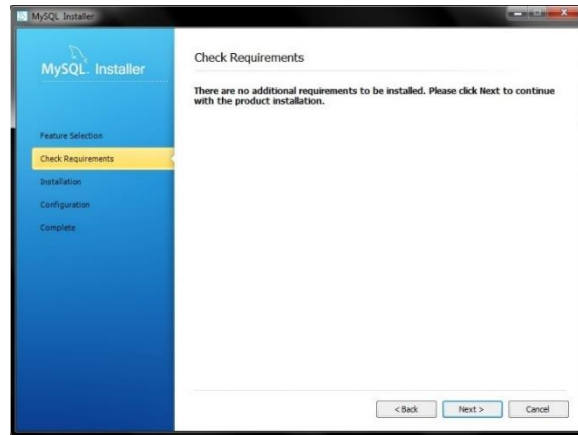 MySQL Installer
MySQL. Installer
Feature Selection
Check Requirements
Installation
Configuration
Complete
Check Requirements
There are no additional requirements to be installed. Please click Next to continue
with the product installation.
< Back
Next >
Cancel